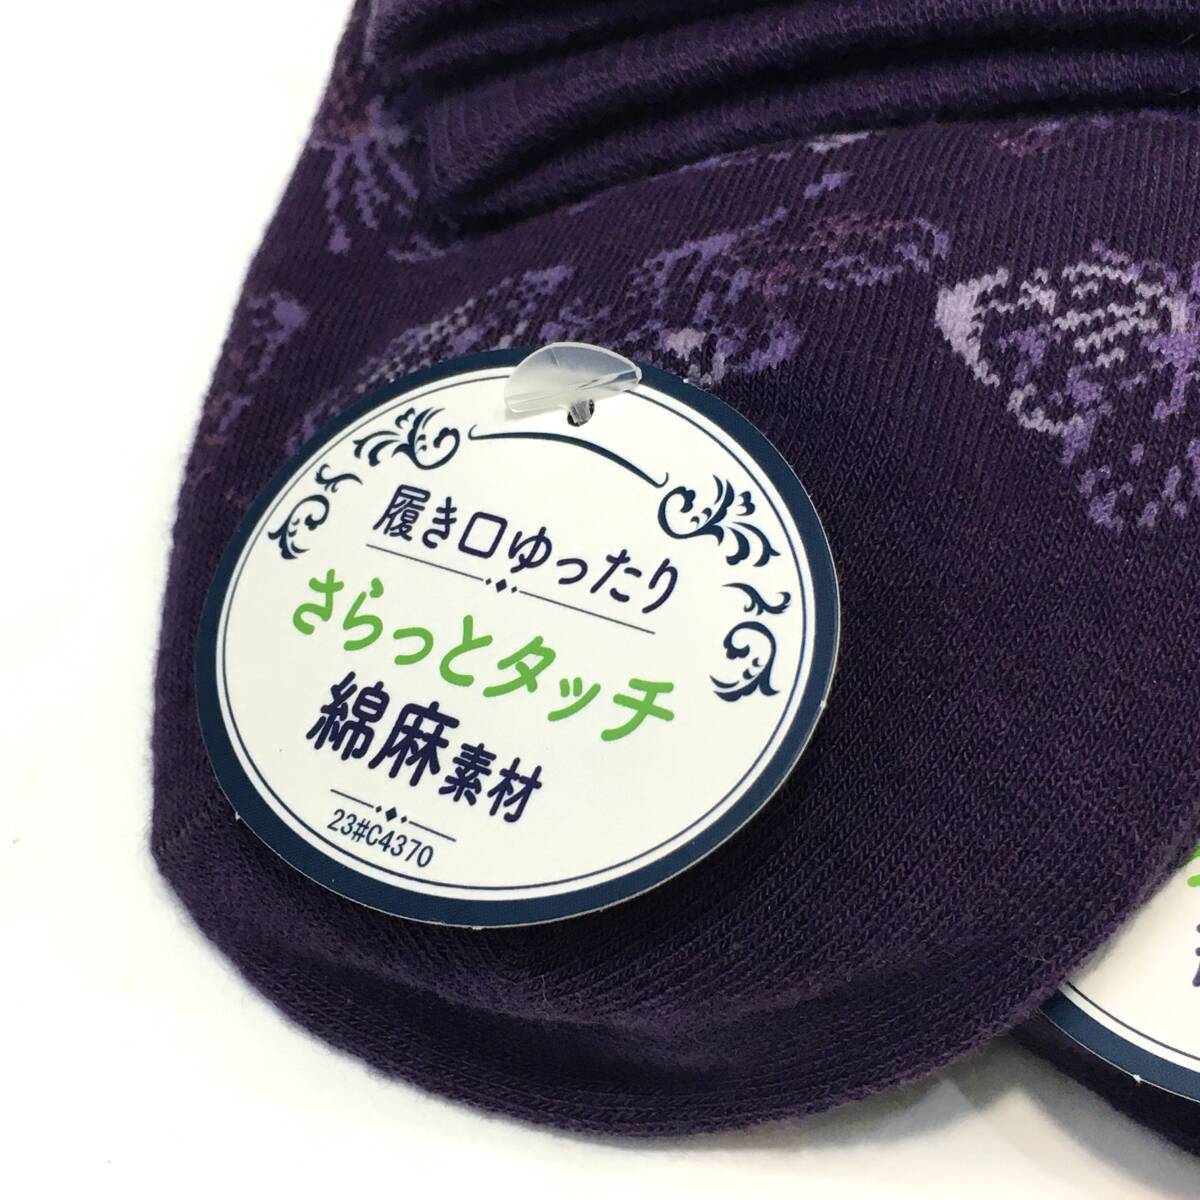 履き口ゆったり
さらっとタッチ
綿麻素材
23#C4370